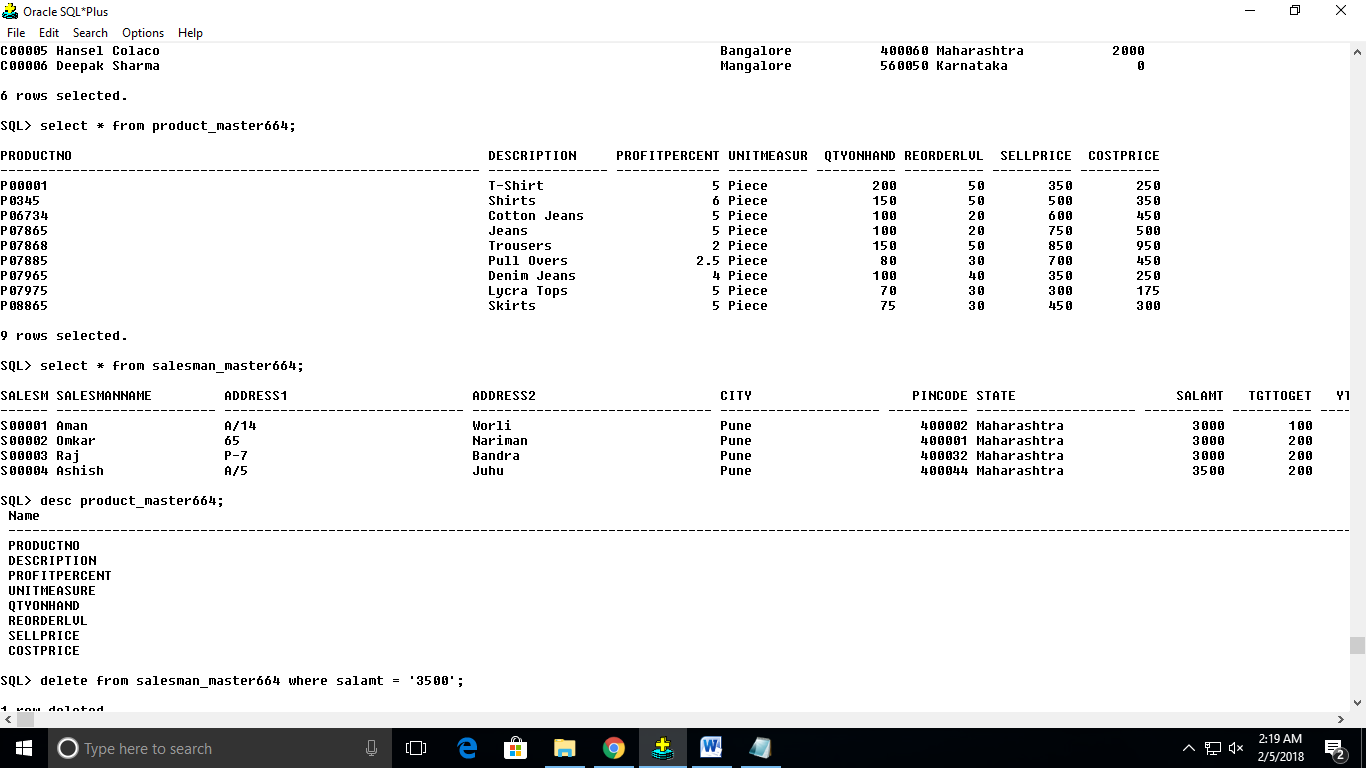 Oracle SQL*Plus
File Edit Search Options Help
C00005 Hansel Colaco Bangalore 400060 Maharashtra 2000
C00006 Deepak Sharma Mangalore 560050 Karnataka 0
6 rows selected.
SQL> select * from product_master664;
PRODUCTNO DESCRIPTION PROFITPERCENT UNITMEASUR QTYONHAND REORDERLVL SELLPRICE COSTPRICE
P00001 T-Shirt 5 Piece 200 50 350 250
P0345 Shirts 6 Piece 150 50 500 350
P06734 Cotton Jeans 5 Piece 100 20 600 450
P07865 Jeans 5 Piece 100 20 750 500
P07868 Trousers 2 Piece 150 50 850 950
P07885 Pull Overs 2.5 Piece 80 30 700 450
P07965 Denim Jeans 4 Piece 100 40 350 250
P07975 Lycra Tops 5 Piece 70 30 300 175
P08865 Skirts 5 Piece 75 30 450 300
9 rows selected.
SQL> select * from salesman_master664;
SALESM SALESMANNAME ADDRESS1 ADDRESS2 CITY PINCODE STATE SALAMT TGTTOGET YT
S00001 Aman A/14 Worli Pune 400002 Maharashtra 3000 100
S00002 Omkar 65 Nariman Pune 400001 Maharashtra 3000 200
S00003 Raj P-7 Bandra Pune 400032 Maharashtra 3000 200
S00004 Ashish A/5 Juhu Pune 400044 Maharashtra 3500 200
SQL> desc product_master664;
Name
PRODUCTNO
DESCRIPTION
PROFITPERCENT
UNITMEASURE
QTYONHAND
REORDERLVL
SELLPRICE
COSTPRICE
SQL> delete from salesman_master664 where salamt = '3500';
1 row deleted
Type here to search
2:19 AM
2/5/2018
2